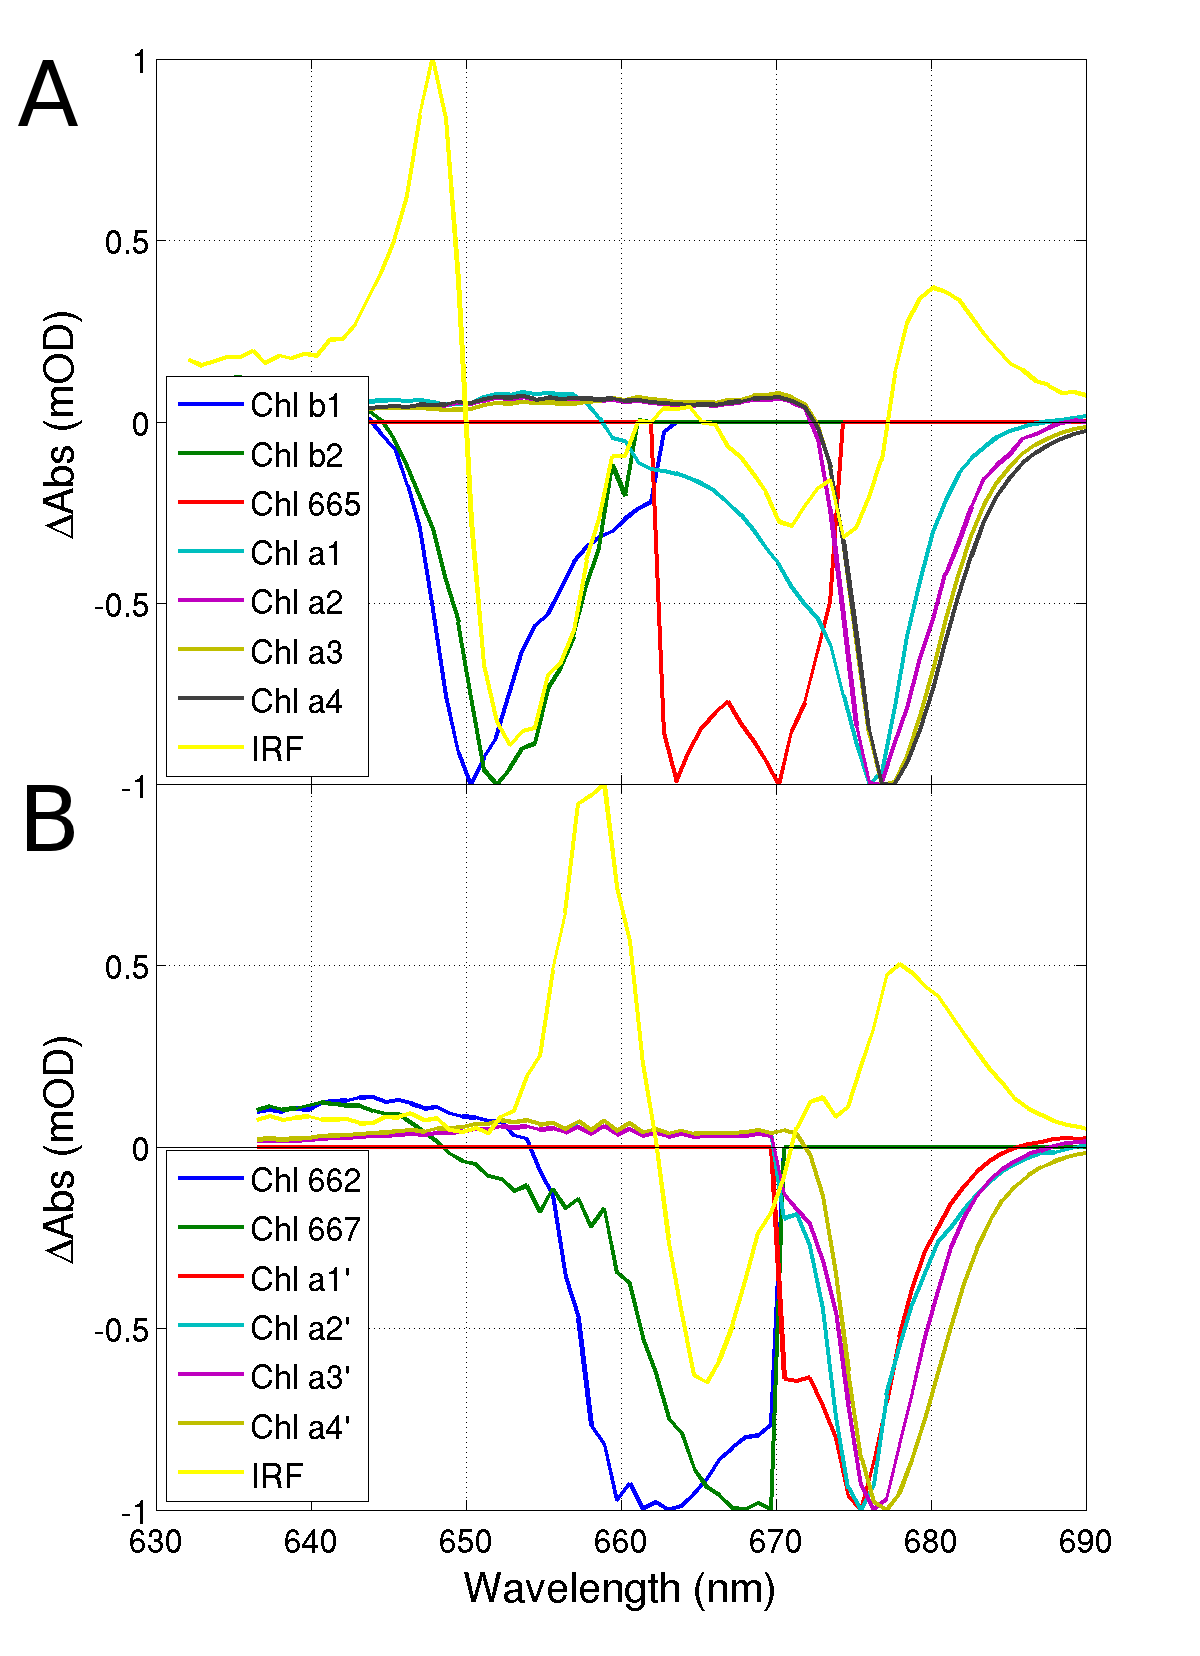 A
1
0.5
0
-0.5
-1
ΔAbs (mOD)
Chl b1
Chl b2
Chl 665
Chl a1
Chl a2
Chl a3
Chl a4
IRF
B
0.5
0
-0.5
-1
ΔAbs (mOD)
Chl 662
Chl 667
Chl a1'
Chl a2'
Chl a3'
Chl a4'
IRF
630 640 650 660 670 680 690
Wavelength (nm)